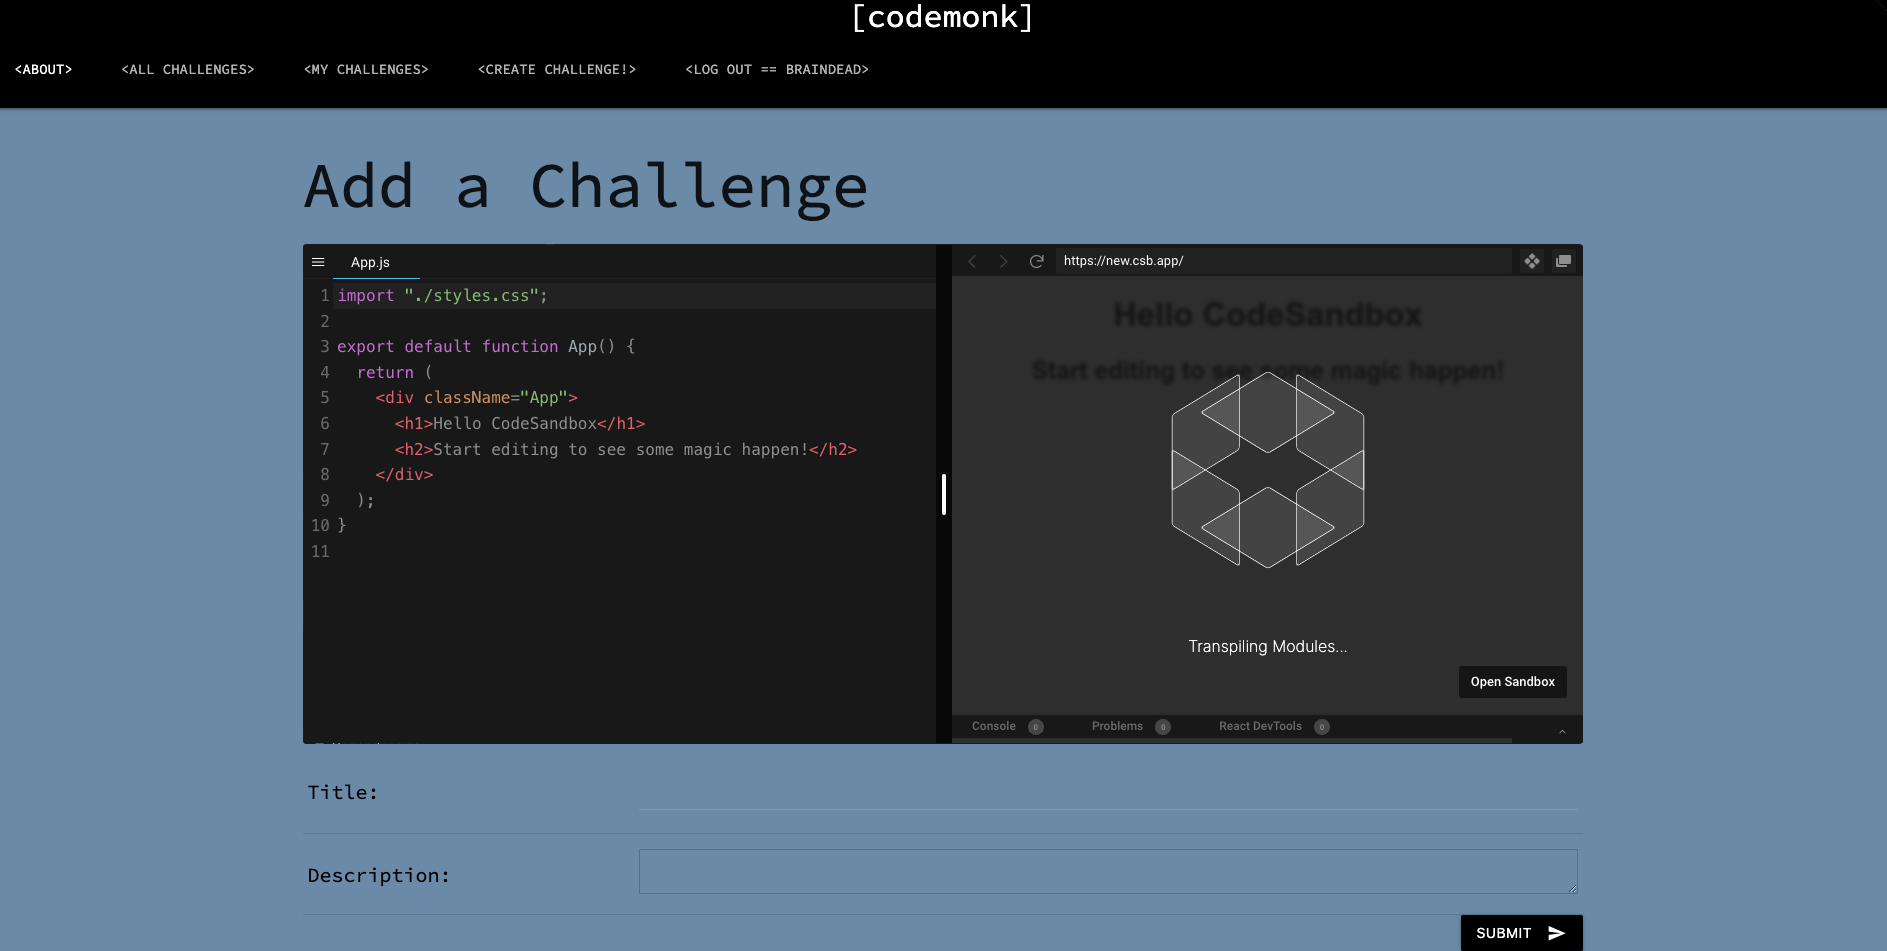 [codemonk]
<ABOUT> <ALL CHALLENGES> <MY CHALLENGES> <CREATE CHALLENGE!> <LOG OUT == BRAINDEAD>
Add a Challenge
App.js
1 import "./styles.css";
2
3 export default function App() {
4 return (
5 <div className="App">
6 <h1>Hello CodeSandbox</h1>
7 <h2>Start editing to see some magic happen!</h2>
8 </div>
9 );
10 }
11
https://new.csb.app/
Hello CodeSandbox
Start editing to see some magic happen!
Transpiling Modules...
Open Sandbox
Console 0 Problems 0 React DevTools 0
Title:
Description:
SUBMIT